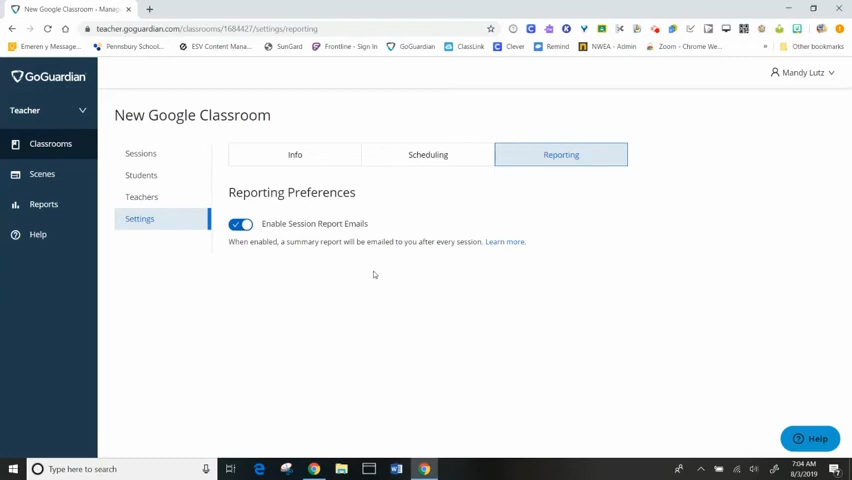 New Google Classroom › Manag
teacher.goguardian.com/classrooms/1684427/settings/reporting
Emeren y Message...
Pennsbury School...
ESV Content Mana...
SunGard
Frontline - Sign In
GoGuardian
ClassLink
Clever
Remind
NWEA - Admin
Zoom - Chrome We...
»
Other bookmarks
GoGuardian
Mandy Lutz
Teacher
New Google Classroom
Classrooms
Sessions
Info
Scheduling
Reporting
Scenes
Students
Reporting Preferences
Reports
Teachers
Settings
Enable Session Report Emails
Help
When enabled, a summary report will be emailed to you after every session. Learn more.
Help
Type here to search
7:04 AM
8/3/2019